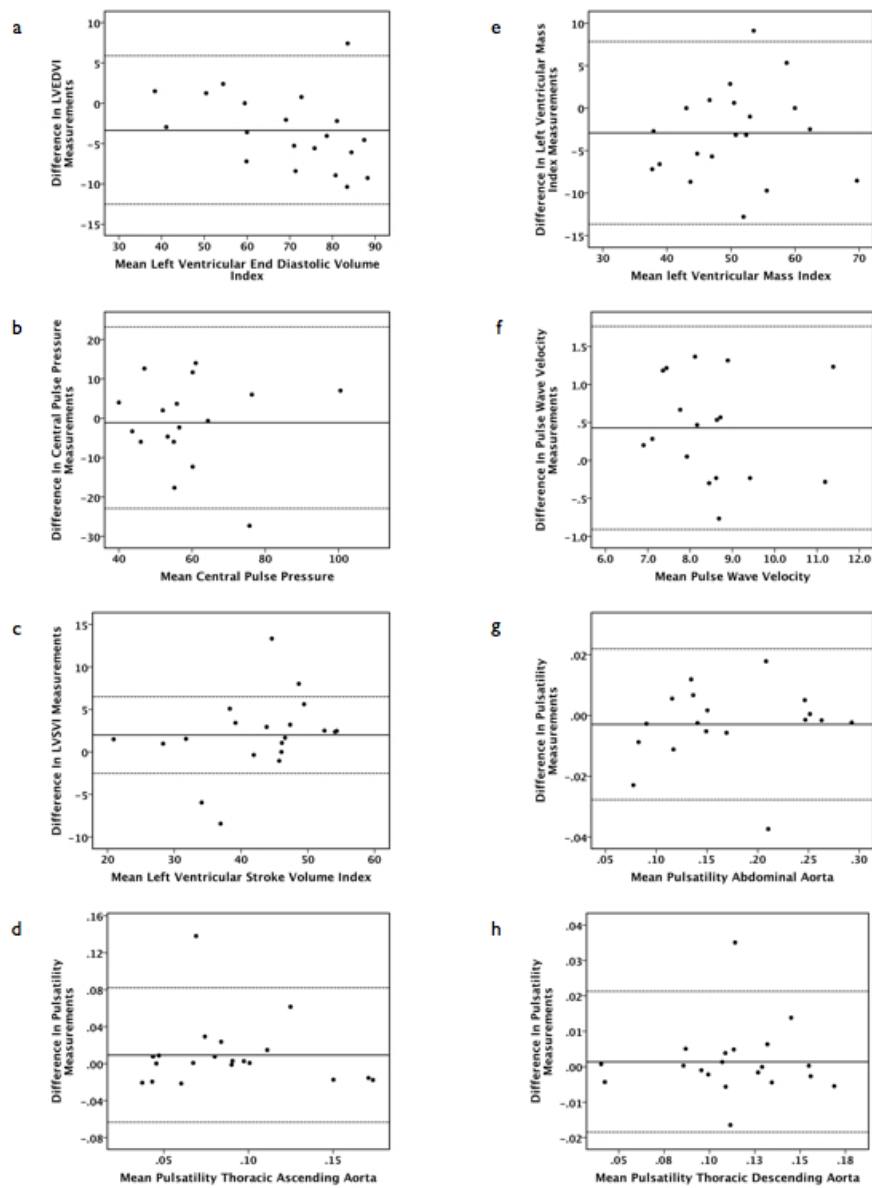 a
Difference In LVEDVI
Measurements
10
5
0
-5
-10
-15
30 40 50 60 70 80 90
Mean Left Ventricular End Diastolic Volume
Index
b
Difference In Central Pulse Pressure
Measurements
20
10
0
-10
-20
-30
40 60 80 100
Mean Central Pulse Pressure
c
Difference In LVSVI Measurements
15
10
5
0
-5
-10
20 30 40 50 60
Mean Left Ventricular Stroke Volume Index
d
Difference In Pulsatility
Measurements
.16
.12
.08
.04
.00
-.04
-.08
.05 .10 .15
Mean Pulsatility Thoracic Ascending Aorta
e
Difference In Left Ventricular Mass
Index Measurements
10
5
0
-5
-10
-15
30 40 50 60 70
Mean left Ventricular Mass Index
f
Difference In Pulse Wave Velocity
Measurements
1.5
1.0
.5
.0
-.5
-1.0
6.0 7.0 8.0 9.0 10.0 11.0 12.0
Mean Pulse Wave Velocity
g
Difference In Pulsatility
Measurements
.02
.00
-.02
-.04
.05 .10 .15 .20 .25 .30
Mean Pulsatility Abdominal Aorta
h
Difference In Pulsatility
Measurements
.04
.03
.02
.01
.00
-.01
-.02
.05 .08 .10 .13 .15 .18
Mean Pulsatility Thoracic Descending Aorta